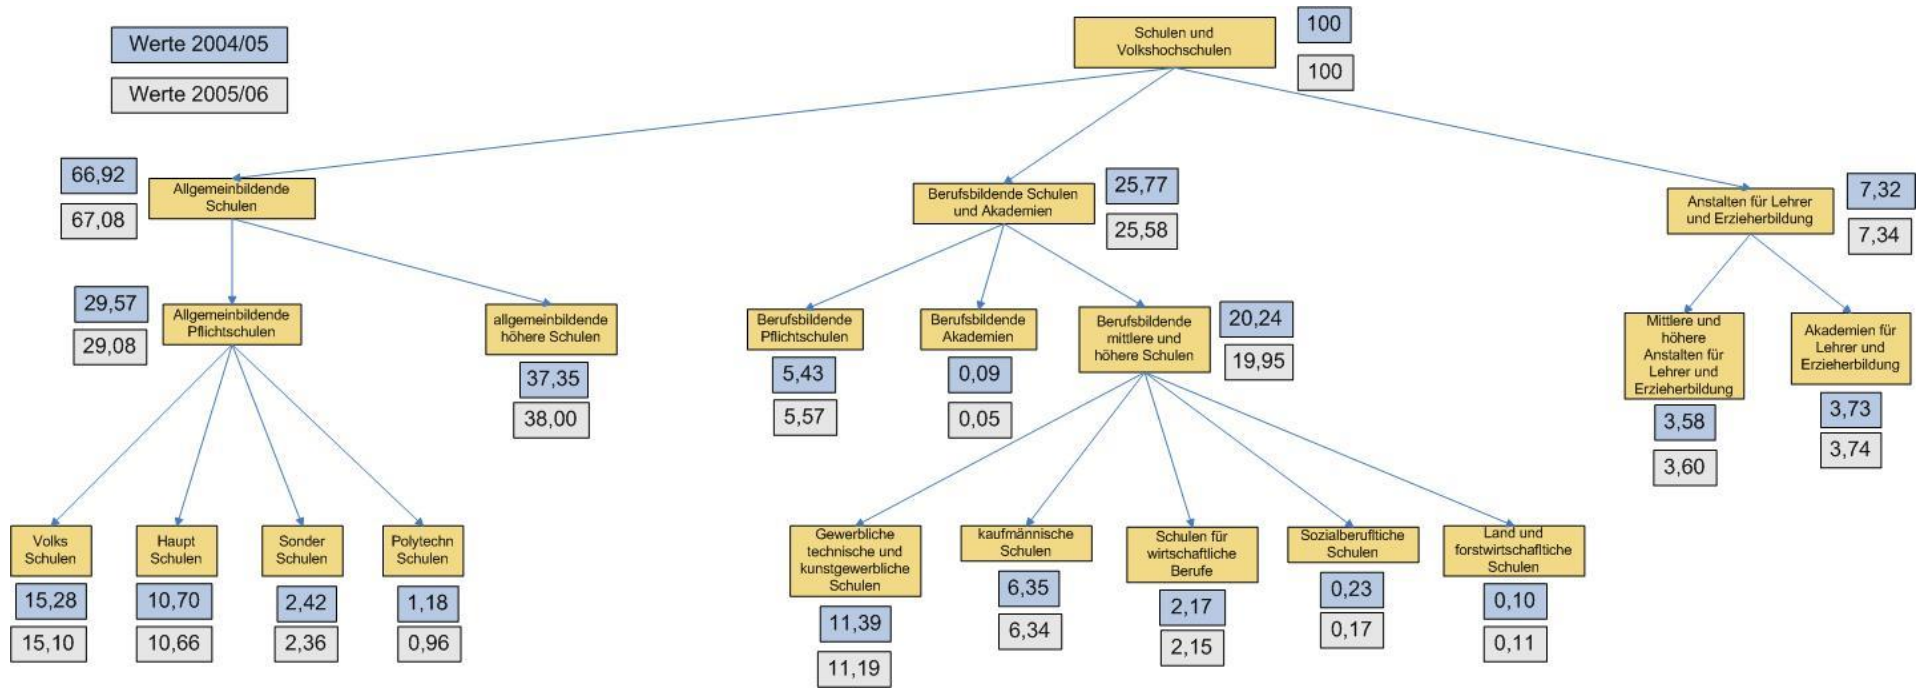 Werte 2004/05
Werte 2005/06
Schulen und
Volkshochschulen
100
100
66,92
67,08
Allgemeinbildende
Schulen
Berufsbildende Schulen
und Akademien
25,77
25,58
Anstalten für Lehrer
und Erzieherbildung
7,32
7,34
29,57
29,08
Allgemeinbildende
Pflichtschulen
allgemeinbildende
höhere Schulen
37,35
38,00
Berufsbildende
Pflichtschulen
5,43
5,57
Berufsbildende
Akademien
0,09
0,05
Berufsbildende
mittlere und
höhere Schulen
20,24
19,95
Mittlere und
höhere
Anstalten für
Lehrer und
Erzieherbildung
3,58
3,60
Akademien für
Lehrer und
Erzieherbildung
3,73
3,74
Volks
Schulen
15,28
15,10
Haupt
Schulen
10,70
10,66
Sonder
Schulen
2,42
2,36
Polytechn
Schulen
1,18
0,96
Gewerbliche
technische und
kunstgewerbliche
Schulen
11,39
11,19
kaufmännische
Schulen
6,35
6,34
Schulen für
wirtschaftliche
Berufe
2,17
2,15
Sozialberufltiche
Schulen
0,23
0,17
Land und
forstwirtschafltiche
Schulen
0,10
0,11